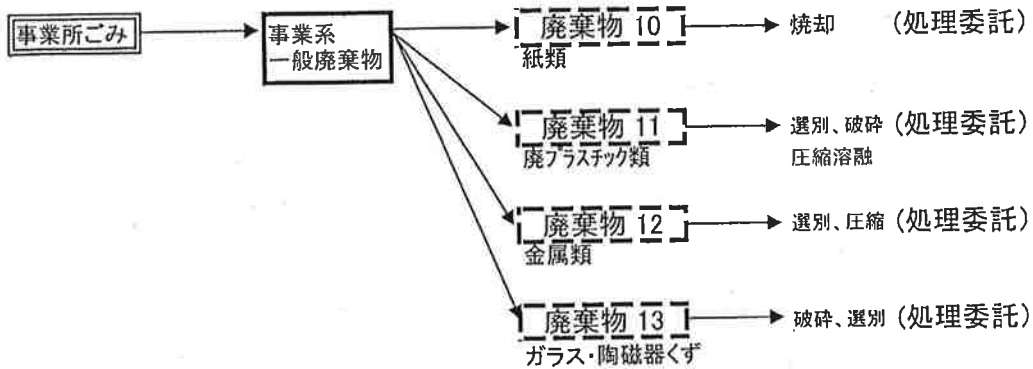 事業所ごみ
事業系
一般廃棄物
廃棄物 10
紙類
焼却 (処理委託)
廃棄物 11
廃プラスチック類
選別、破砕 (処理委託)
圧縮溶融
廃棄物 12
金属類
選別、圧縮 (処理委託)
廃棄物 13
ガラス・陶磁器くず
破砕、選別 (処理委託)